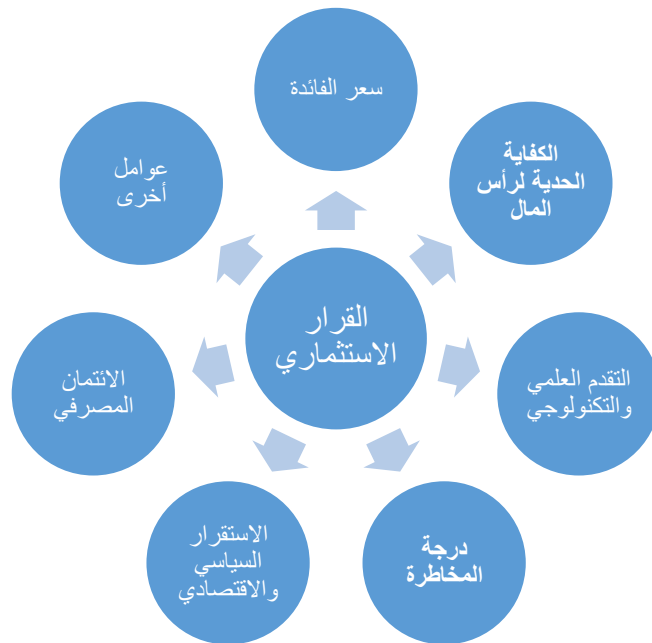 سعر الفائدة
الكفاية
الحدية لرأس
المال
التقدم العلمي
والتكنولوجي
درجة
المخاطرة
الاستقرار
السياسي
والاقتصادي
الائتمان
المصرفي
عوامل
أخرى
القرار
الاستثماري